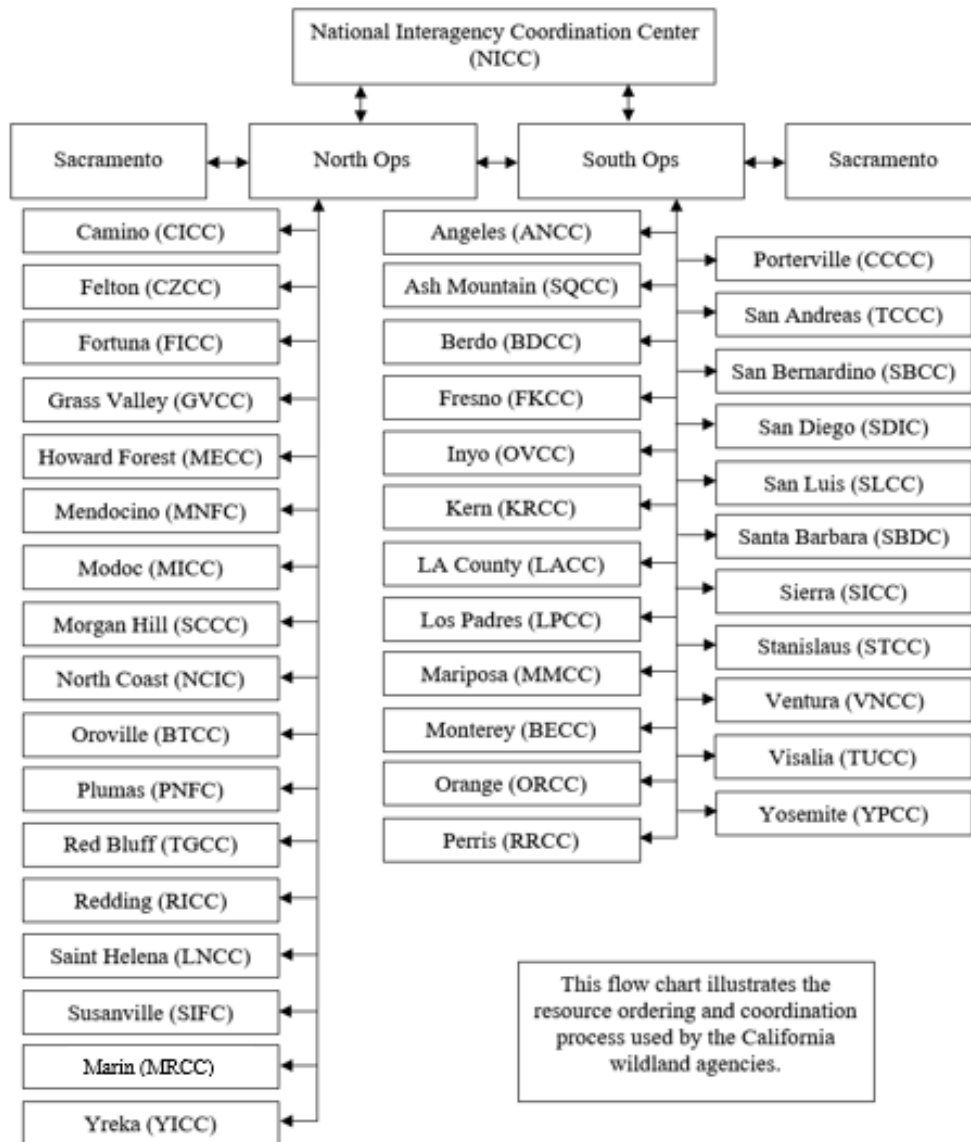 National Interagency Coordination Center
(NICC)
Sacramento
North Ops
South Ops
Sacramento
Camino (CICC)
Felton (CZCC)
Fortuna (FICC)
Grass Valley (GVCC)
Howard Forest (MECC)
Mendocino (MNFC)
Modoc (MICC)
Morgan Hill (SCCC)
North Coast (NCIC)
Oroville (BTCC)
Plumas (PNFC)
Red Bluff (TGCC)
Redding (RICC)
Saint Helena (LNCC)
Susanville (SIFC)
Marin (MRCC)
Yreka (YICC)
Angeles (ANCC)
Ash Mountain (SQCC)
Berdo (BDCC)
Fresno (FKCC)
Inyo (OVCC)
Kern (KRCC)
LA County (LACC)
Los Padres (LPCC)
Mariposa (MMCC)
Monterey (BECC)
Orange (ORCC)
Perris (RRCC)
Porterville (CCCC)
San Andreas (TCCC)
San Bernardino (SBCC)
San Diego (SDIC)
San Luis (SLCC)
Santa Barbara (SBDC)
Sierra (SICC)
Stanislaus (STCC)
Ventura (VNCC)
Visalia (TUCC)
Yosemite (YPCC)
This flow chart illustrates the
resource ordering and coordination
process used by the California
wildland agencies.